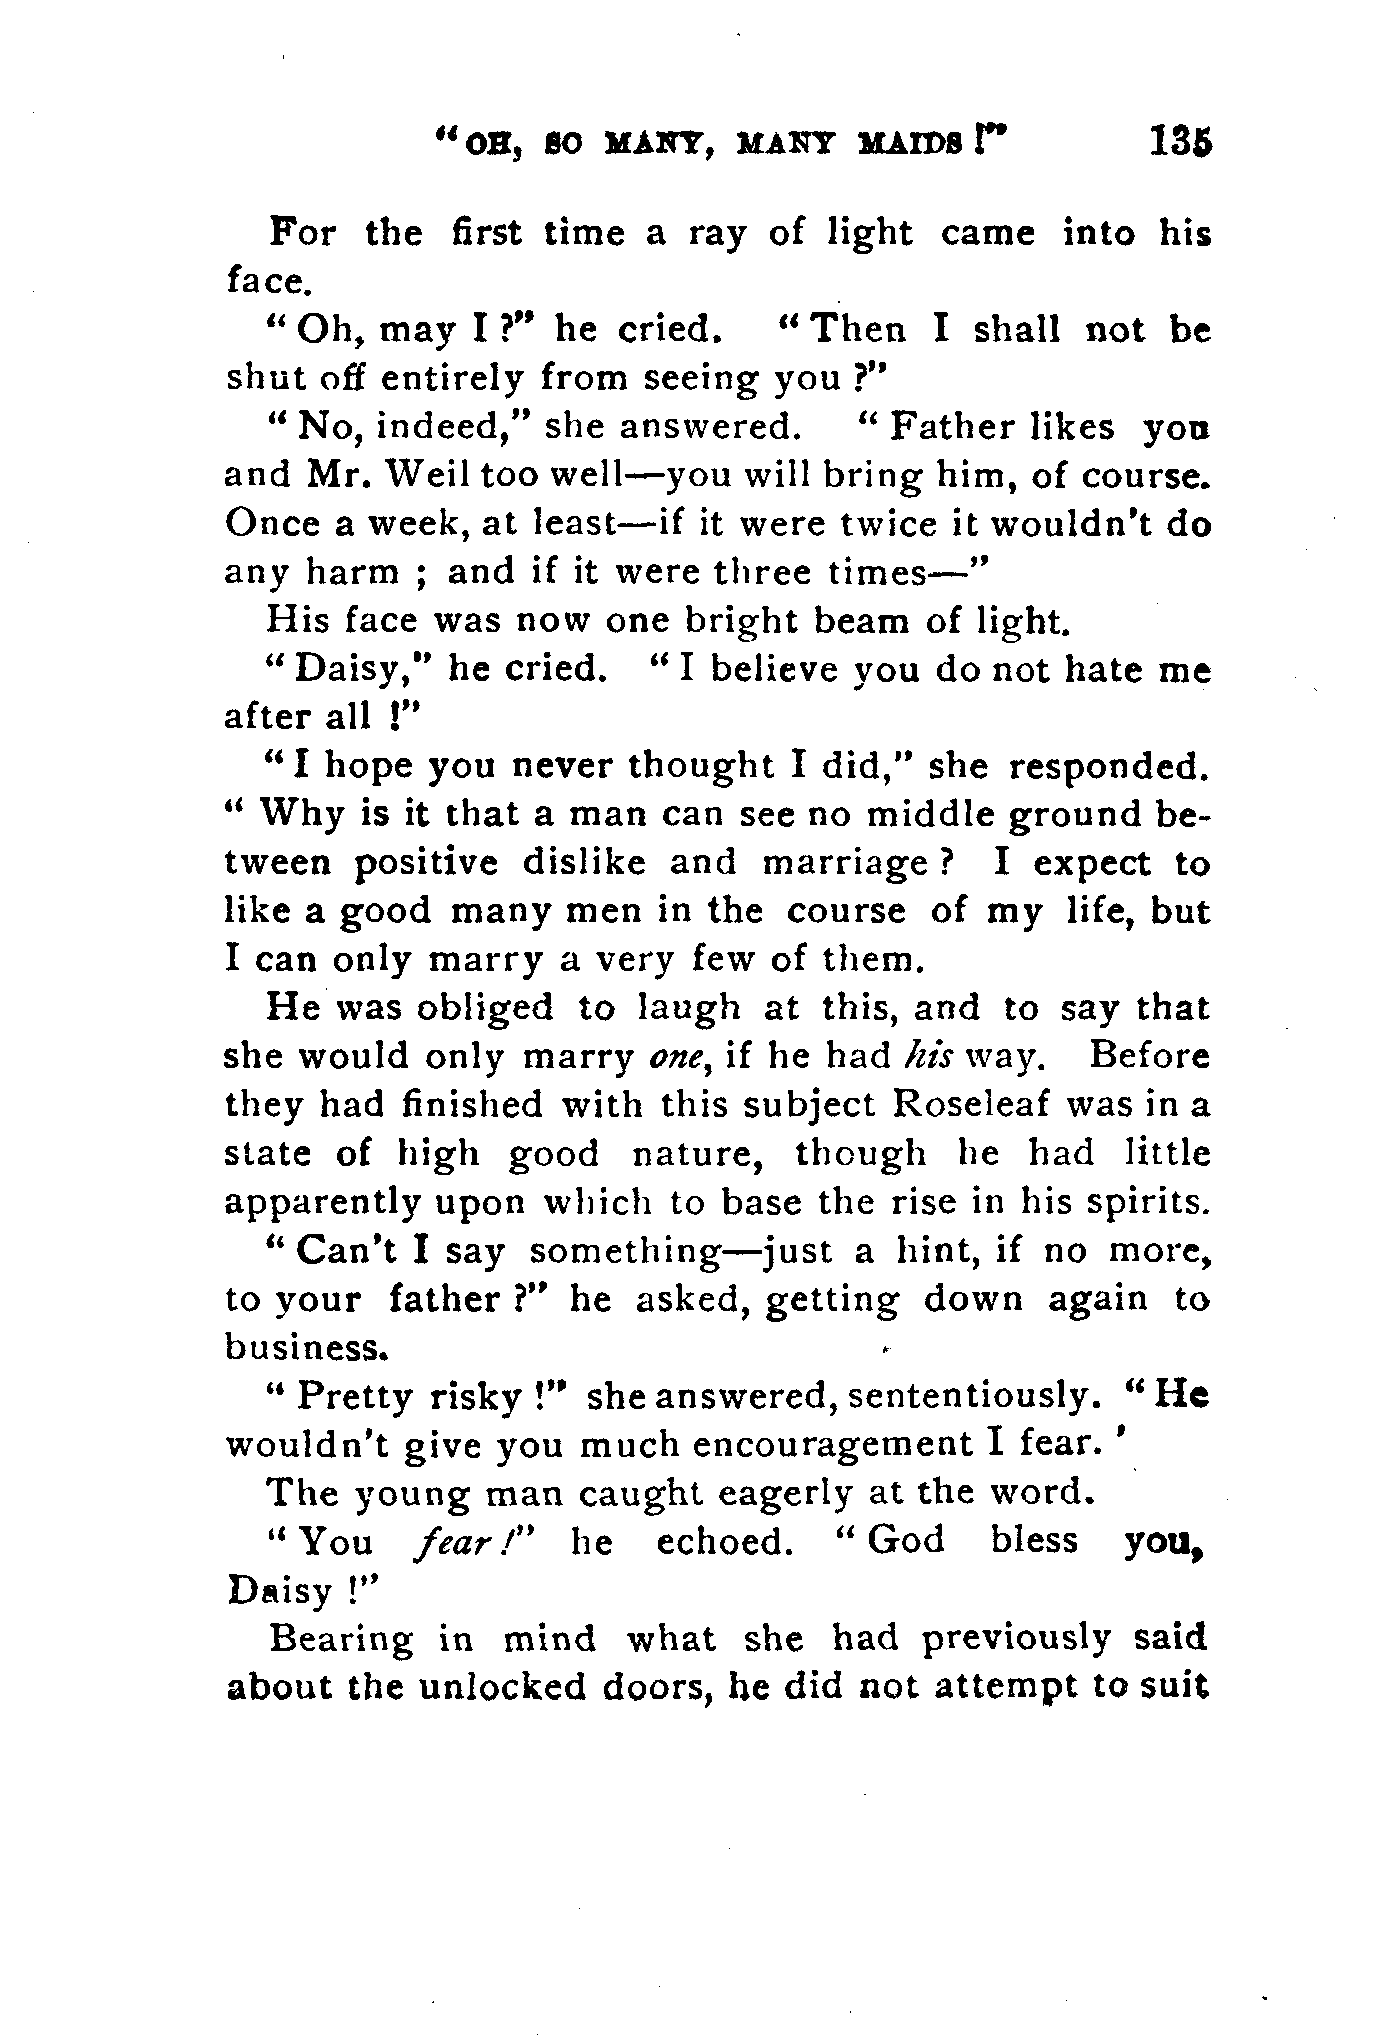 "OH, SO MANY, MANY MAIDS!" 135
For the first time a ray of light came into his
face.
"Oh, may I?" he cried. "Then I shall not be
shut off entirely from seeing you?"
"No, indeed," she answered. "Father likes you
and Mr. Weil too well—you will bring him, of course.
Once a week, at least—if it were twice it wouldn't do
any harm; and if it were three times—"
His face was now one bright beam of light.
"Daisy," he cried. "I believe you do not hate me
after all!"
"I hope you never thought I did," she responded.
"Why is it that a man can see no middle ground be-
tween positive dislike and marriage? I expect to
like a good many men in the course of my life, but
I can only marry a very few of them.
He was obliged to laugh at this, and to say that
she would only marry one, if he had his way. Before
they had finished with this subject Roseleaf was in a
state of high good nature, though he had little
apparently upon which to base the rise in his spirits.
"Can't I say something—just a hint, if no more,
to your father?" he asked, getting down again to
business.
"Pretty risky!" she answered, sententiously. "He
wouldn't give you much encouragement I fear.'
The young man caught eagerly at the word.
"You fear!" he echoed. "God bless you,
Daisy!"
Bearing in mind what she had previously said
about the unlocked doors, he did not attempt to suit